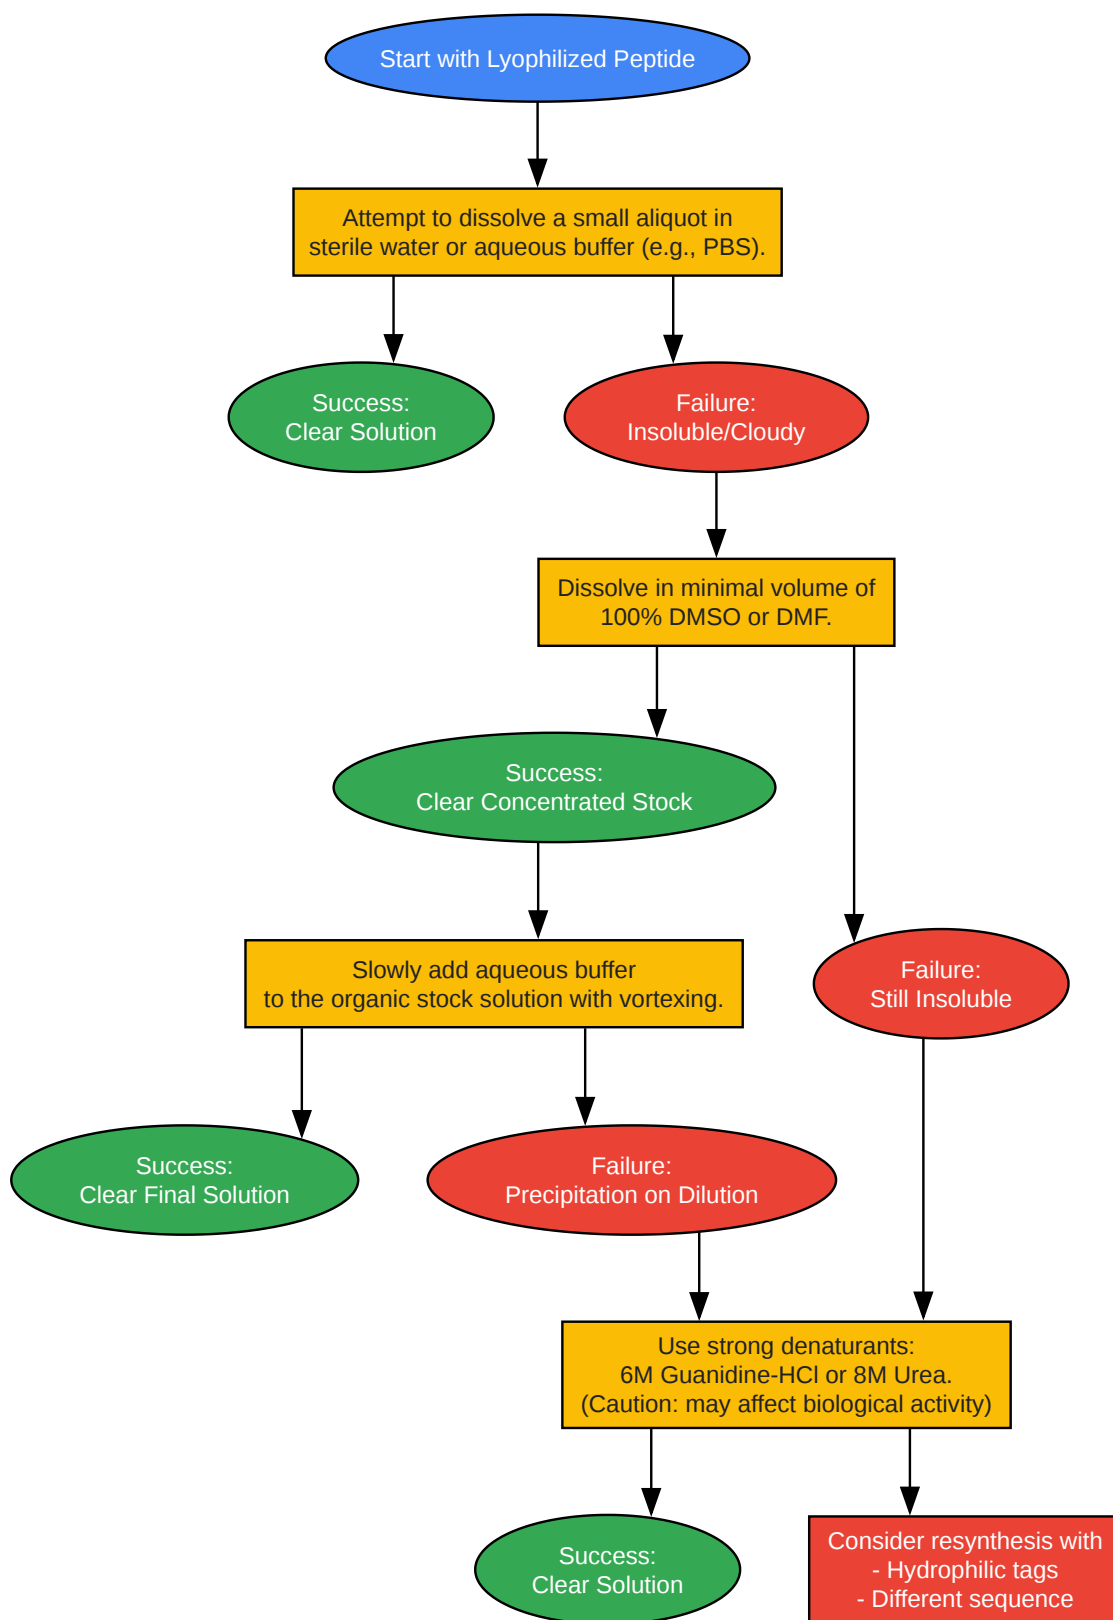 Start with Lyophilized Peptide
Attempt to dissolve a small aliquot in
sterile water or aqueous buffer (e.g., PBS).
Success:
Clear Solution
Failure:
Insoluble/Cloudy
Dissolve in minimal volume of
100% DMSO or DMF.
Success:
Clear Concentrated Stock
Slowly add aqueous buffer
to the organic stock solution with vortexing.
Failure:
Still Insoluble
Success:
Clear Final Solution
Failure:
Precipitation on Dilution
Use strong denaturants:
6M Guanidine-HCl or 8M Urea.
(Caution: may affect biological activity)
Success:
Clear Solution
Consider resynthesis with
- Hydrophilic tags
- Different sequence